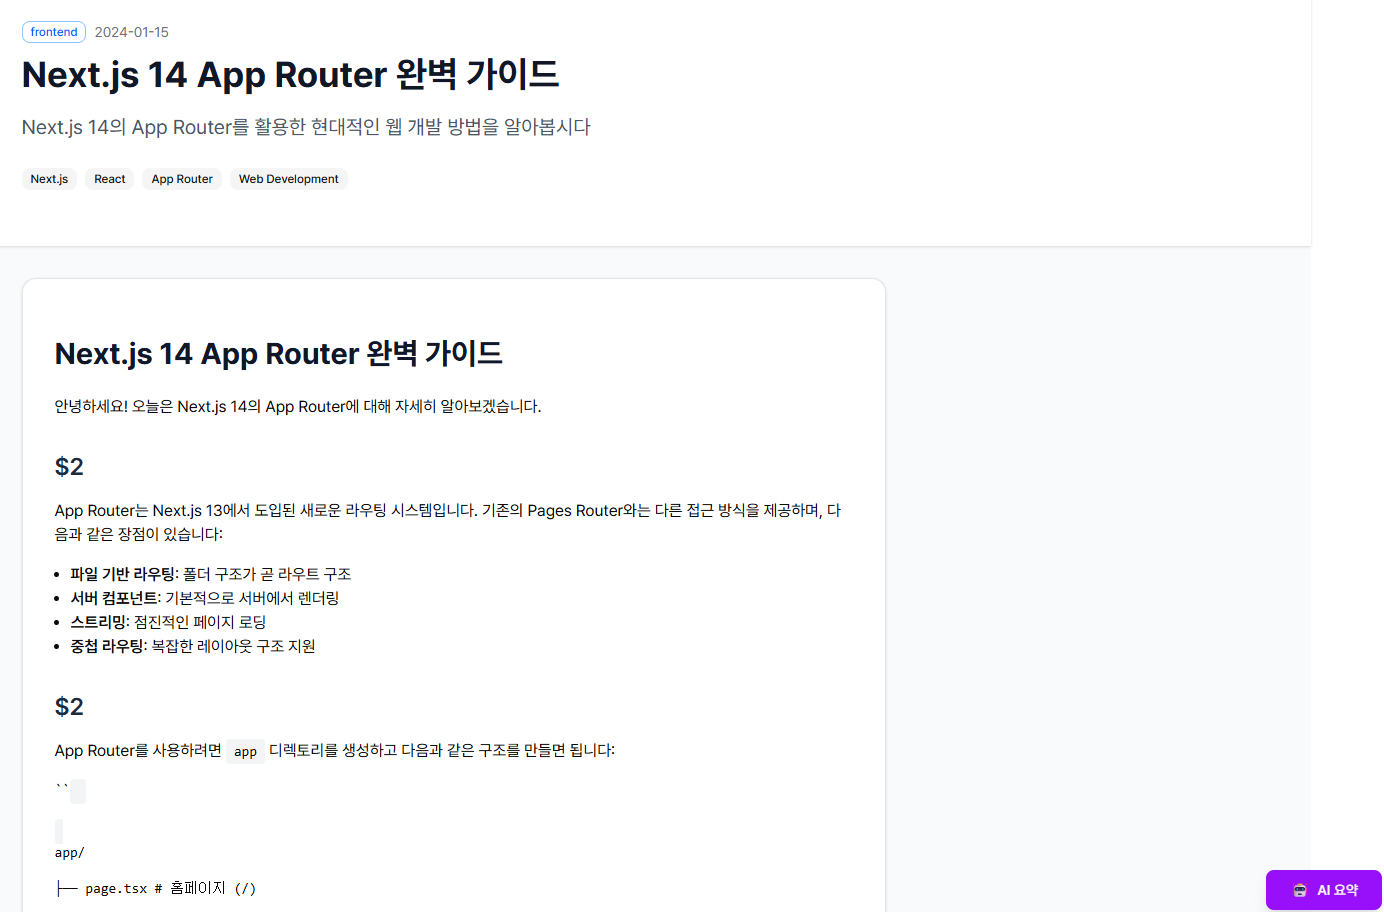 frontend 2024-01-15
Next.js 14 App Router 완벽 가이드
Next.js 14의 App Router를 활용한 현대적인 웹 개발 방법을 알아봅시다
Next.js React App Router Web Development
Next.js 14 App Router 완벽 가이드
안녕하세요! 오늘은 Next.js 14의 App Router에 대해 자세히 알아보겠습니다.
$2
App Router는 Next.js 13에서 도입된 새로운 라우팅 시스템입니다. 기존의 Pages Router와는 다른 접근 방식을 제공하며, 다
음과 같은 장점이 있습니다:
• 파일 기반 라우팅: 폴더 구조가 곧 라우트 구조
• 서버 컴포넌트: 기본적으로 서버에서 렌더링
• 스트리밍: 점진적인 페이지 로딩
• 중첩 라우팅: 복잡한 레이아웃 구조 지원
$2
App Router를 사용하려면 app 디렉토리를 생성하고 다음과 같은 구조를 만들면 됩니다:
``
app/
├── page.tsx # 홈페이지 (/)
AI 요약